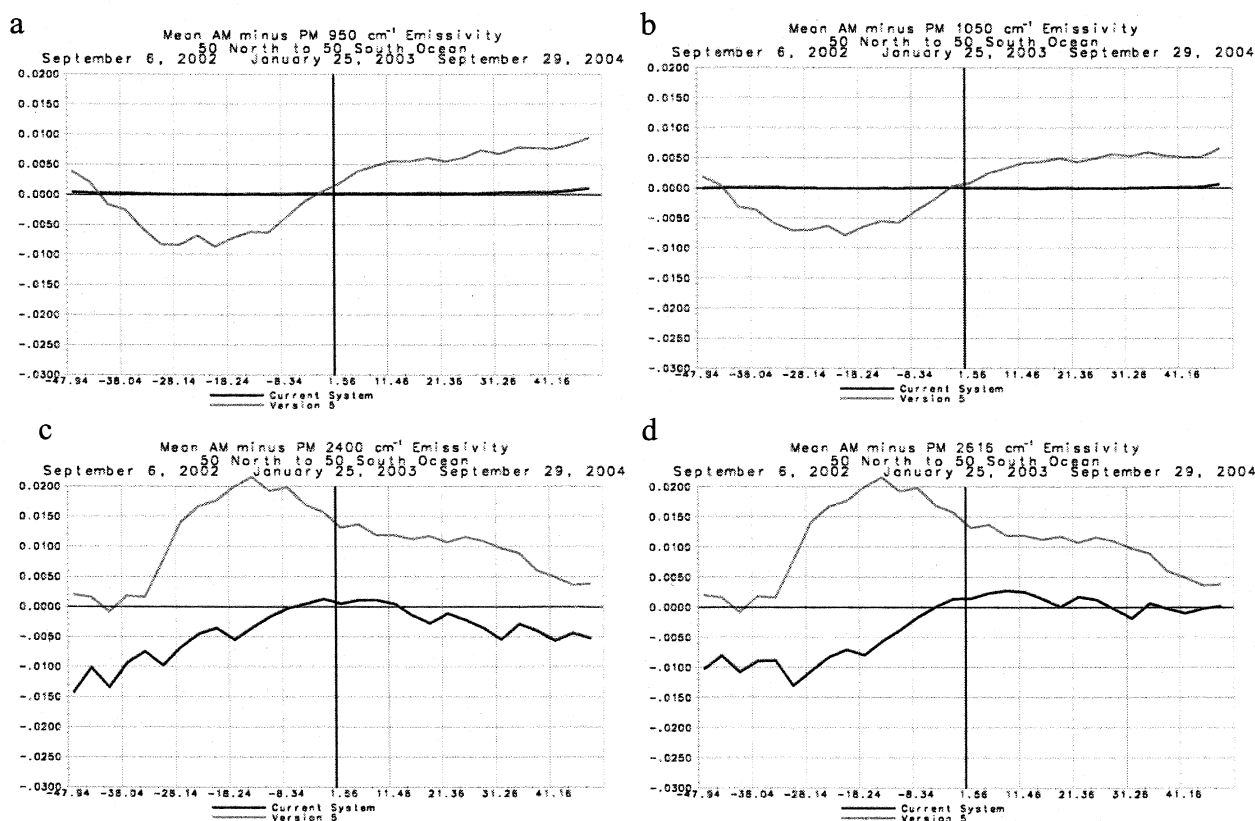 a
Mean AM minus PM 950 cm⁻¹ Emissivity
50 North to 50 South Ocean
September 6, 2002 January 25, 2003 September 29, 2004
0.0200
0.0150
0.0100
0.0050
0.0000
-.0050
-.0100
-.0150
-.0200
-.0250
-.0300
-47.94 -38.04 -28.14 -18.24 -8.34 1.56 11.46 21.36 31.26 41.16
Current System
Version 5
b
Mean AM minus PM 1050 cm⁻¹ Emissivity
50 North to 50 South Ocean
September 6, 2002 January 25, 2003 September 29, 2004
0.0200
0.0150
0.0100
0.0050
0.0000
-.0050
-.0100
-.0150
-.0200
-.0250
-.0300
-47.94 -38.04 -28.14 -18.24 -8.34 1.56 11.46 21.36 31.26 41.16
Current System
Version 5
c
Mean AM minus PM 2400 cm⁻¹ Emissivity
50 North to 50 South Ocean
September 6, 2002 January 25, 2003 September 29, 2004
0.0200
0.0150
0.0100
0.0050
0.0000
-.0050
-.0100
-.0150
-.0200
-.0250
-.0300
-47.94 -38.04 -28.14 -18.24 -8.34 1.56 11.46 21.36 31.26 41.16
Current System
Version 5
d
Mean AM minus PM 2616 cm⁻¹ Emissivity
50 North to 50 South Ocean
September 6, 2002 January 25, 2003 September 29, 2004
0.0200
0.0150
0.0100
0.0050
0.0000
-.0050
-.0100
-.0150
-.0200
-.0250
-.0300
-47.94 -38.04 -28.14 -18.24 -8.34 1.56 11.46 21.36 31.26 41.16
Current System
Version 5